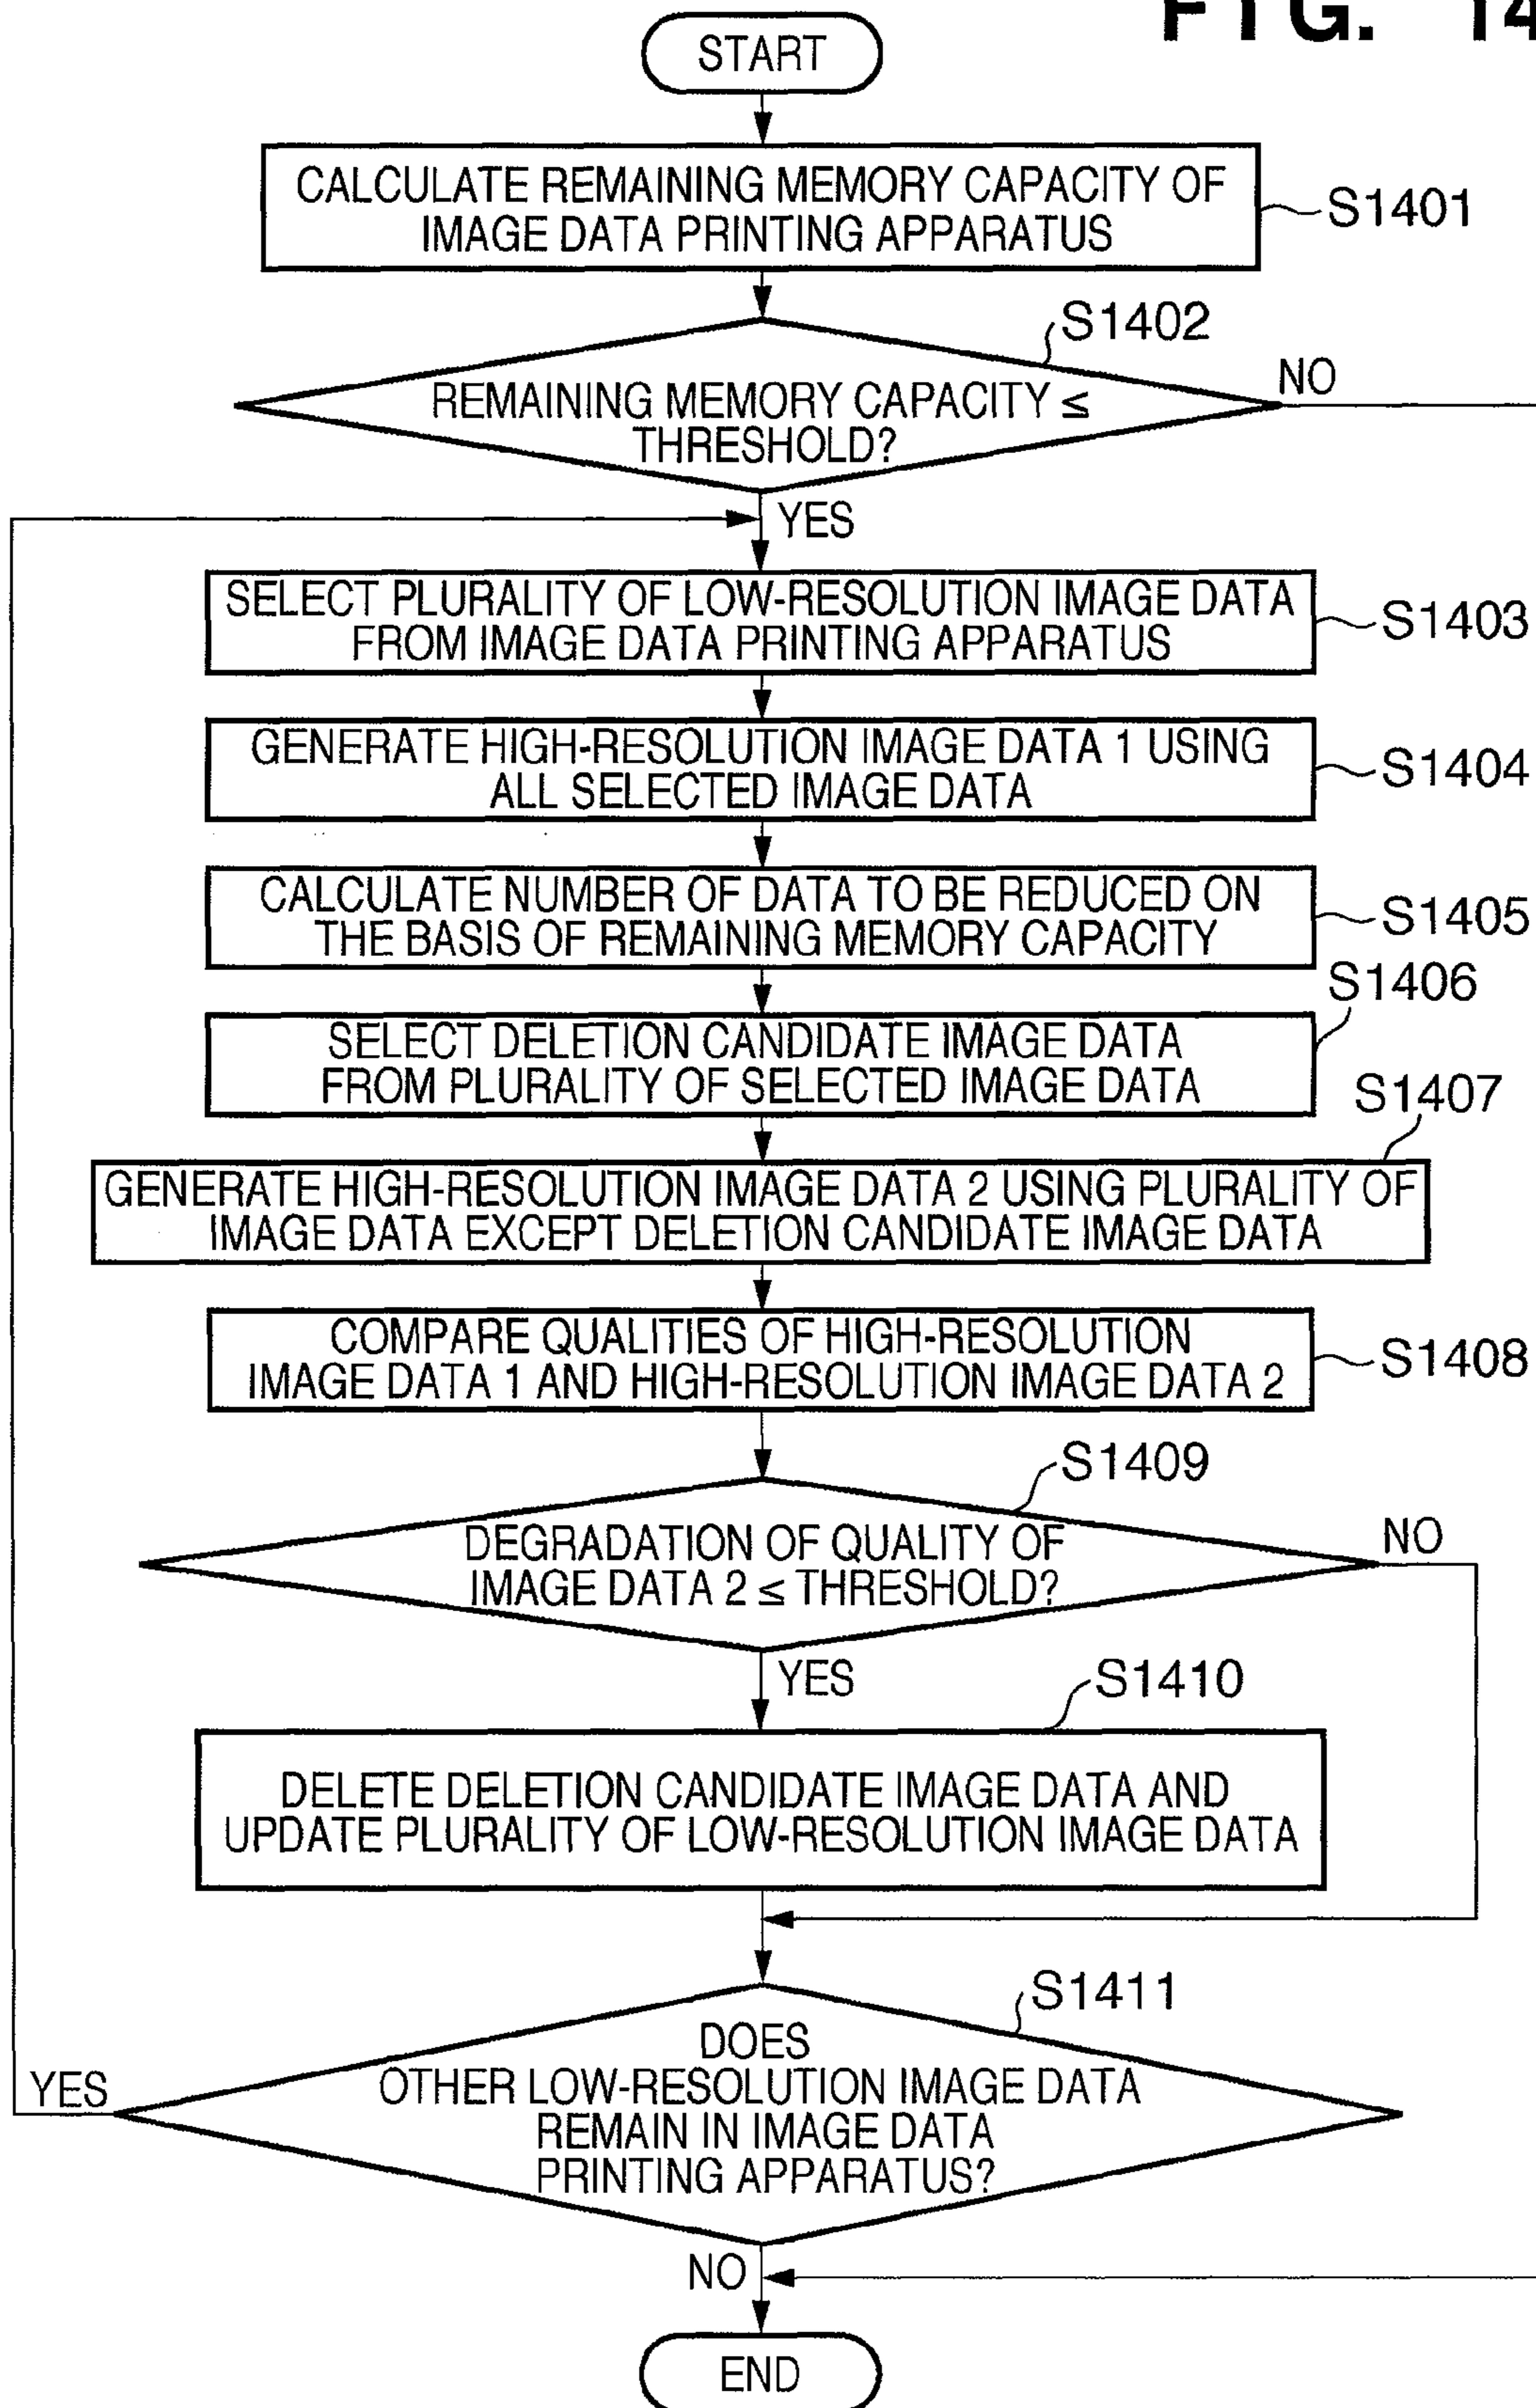 FIG. 14
START
CALCULATE REMAINING MEMORY CAPACITY OF
IMAGE DATA PRINTING APPARATUS
S1401
S1402
REMAINING MEMORY CAPACITY ≤
THRESHOLD?
NO
YES
SELECT PLURALITY OF LOW-RESOLUTION IMAGE DATA
FROM IMAGE DATA PRINTING APPARATUS
S1403
GENERATE HIGH-RESOLUTION IMAGE DATA 1 USING
ALL SELECTED IMAGE DATA
S1404
CALCULATE NUMBER OF DATA TO BE REDUCED ON
THE BASIS OF REMAINING MEMORY CAPACITY
S1405
S1406
SELECT DELETION CANDIDATE IMAGE DATA
FROM PLURALITY OF SELECTED IMAGE DATA
S1407
GENERATE HIGH-RESOLUTION IMAGE DATA 2 USING PLURALITY OF
IMAGE DATA EXCEPT DELETION CANDIDATE IMAGE DATA
COMPARE QUALITIES OF HIGH-RESOLUTION
IMAGE DATA 1 AND HIGH-RESOLUTION IMAGE DATA 2
S1408
S1409
DEGRADATION OF QUALITY OF
IMAGE DATA 2 ≤ THRESHOLD?
NO
YES
S1410
DELETE DELETION CANDIDATE IMAGE DATA AND
UPDATE PLURALITY OF LOW-RESOLUTION IMAGE DATA
S1411
DOES
OTHER LOW-RESOLUTION IMAGE DATA
REMAIN IN IMAGE DATA
PRINTING APPARATUS?
YES
NO
END